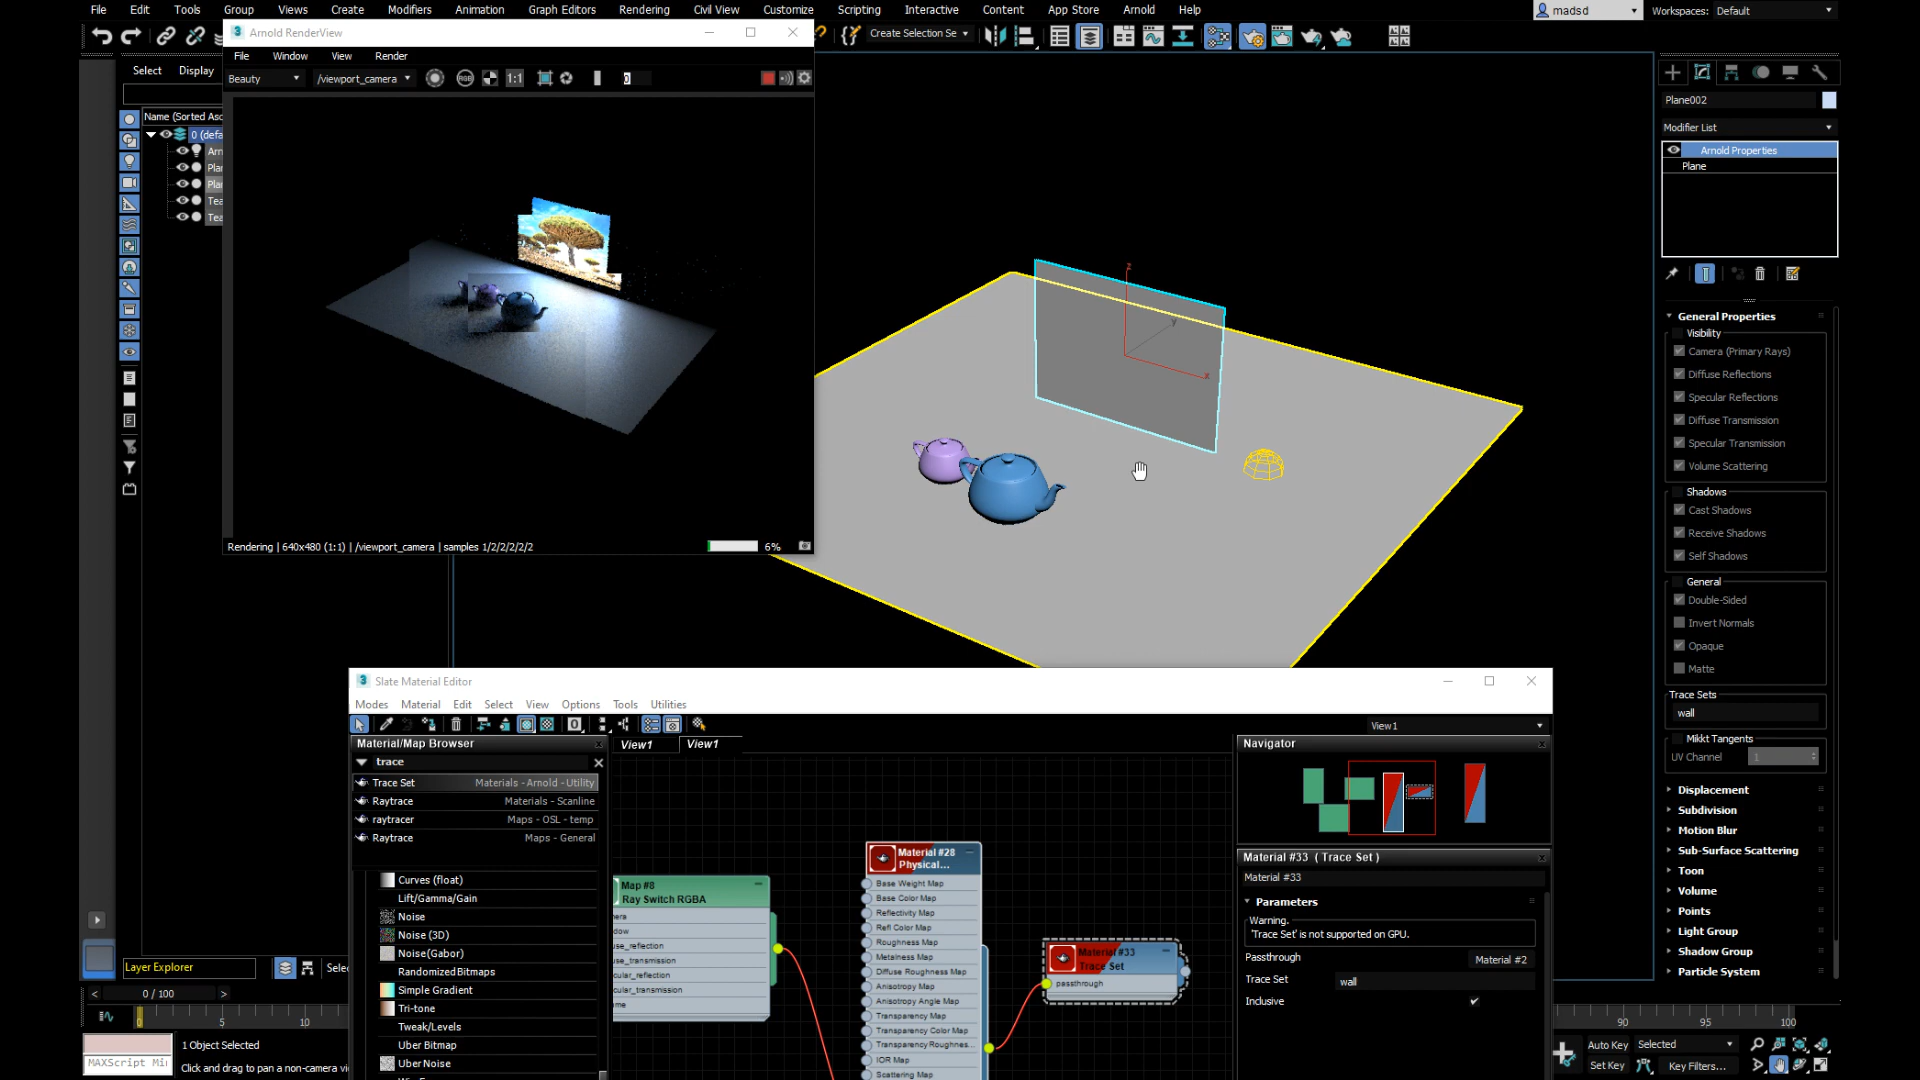 File Edit Tools Group Views Create Modifiers Animation Graph Editors Rendering Civil View Customize Scripting Interactive Content App Store Arnold Help
madsd
Workspaces: Default
Create Selection Se
Arnold RenderView
File Window View Render
Beauty /viewport_camera 1:1 0
Rendering | 640x480 (1:1) | /viewport_camera | samples 1/2/2/2/2/2 6%
Select Display
Name (Sorted Asc
0 (defa
Arn
Plan
Plan
Tea
Tea
z
y
x
Plane002
Modifier List
Arnold Properties
Plane
General Properties
Visibility
Camera (Primary Rays)
Diffuse Reflections
Specular Reflections
Diffuse Transmission
Specular Transmission
Volume Scattering
Shadows
Cast Shadows
Receive Shadows
Self Shadows
General
Double-Sided
Invert Normals
Opaque
Matte
Trace Sets
wall
Mikkt Tangents
UV Channel 1
Displacement
Subdivision
Motion Blur
Sub-Surface Scattering
Toon
Volume
Points
Light Group
Shadow Group
Particle System
Slate Material Editor
Modes Material Edit Select View Options Tools Utilities
View1
Material/Map Browser
trace
Trace Set Materials - Arnold - Utility
Raytrace Materials - Scanline
raytracer Maps - OSL - temp
Raytrace Maps - General
Curves (float)
Lift/Gamma/Gain
Noise
Noise (3D)
Noise(Gabor)
RandomizedBitmaps
Simple Gradient
Tri-tone
Tweak/Levels
Uber Bitmap
Uber Noise
View1 View1
Map #8
Ray Switch RGBA
nera
dow
use_reflection
use_transmission
cular_reflection
cular_transmission
ume
Material #28
Physical...
Base Weight Map
Base Color Map
Reflectivity Map
Refl Color Map
Roughness Map
Metalness Map
Diffuse Roughness Map
Anisotropy Map
Anisotropy Angle Map
Transparency Map
Transparency Color Map
Transparency Roughnes...
IOR Map
Scattering Map
Material #33
Trace Set
passthrough
Navigator
Material #33 ( Trace Set )
Material #33
Parameters
Warning.
'Trace Set' is not supported on GPU.
Passthrough Material #2
Trace Set wall
Inclusive
Layer Explorer Selec
< 0 / 100 >
0 5 10
90 95 100
MAXScript Mi
1 Object Selected
Click and drag to pan a non-camera vi
Auto Key Selected
Set Key Key Filters...